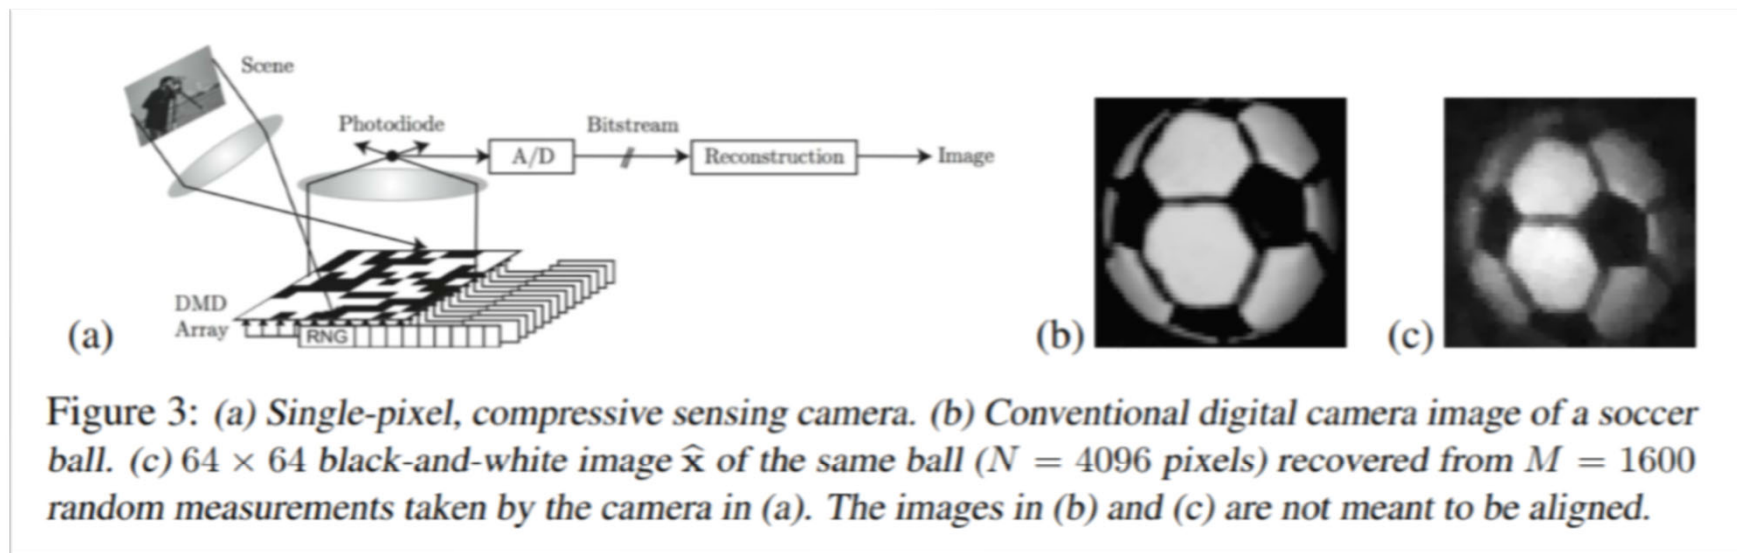 Scene
Photodiode
Bitstream
A/D
Reconstruction
Image
DMD
Array
RNG
(a)
(b)
(c)
Figure 3: (a) Single-pixel, compressive sensing camera. (b) Conventional digital camera image of a soccer
ball. (c) 64 × 64 black-and-white image x̂ of the same ball (N = 4096 pixels) recovered from M = 1600
random measurements taken by the camera in (a). The images in (b) and (c) are not meant to be aligned.